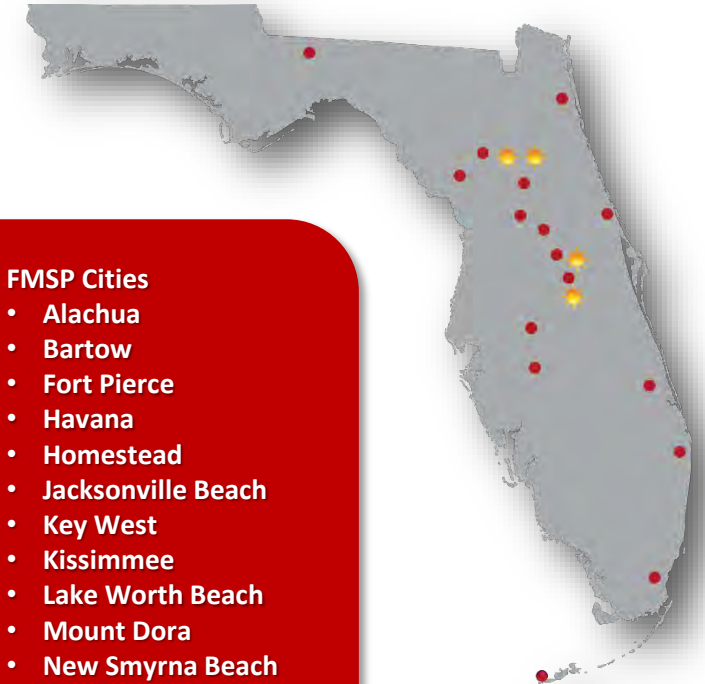 FMSP Cities
• Alachua
• Bartow
• Fort Pierce
• Havana
• Homestead
• Jacksonville Beach
• Key West
• Kissimmee
• Lake Worth Beach
• Mount Dora
• New Smyrna Beach